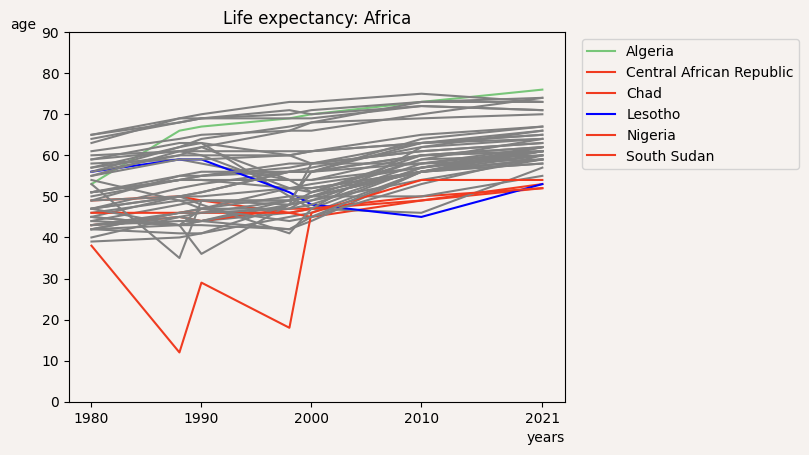 Life expectancy: Africa
age
90
80
70
60
50
40
30
20
10
0
1980 1990 2000 2010 2021
years
Algeria
Central African Republic
Chad
Lesotho
Nigeria
South Sudan